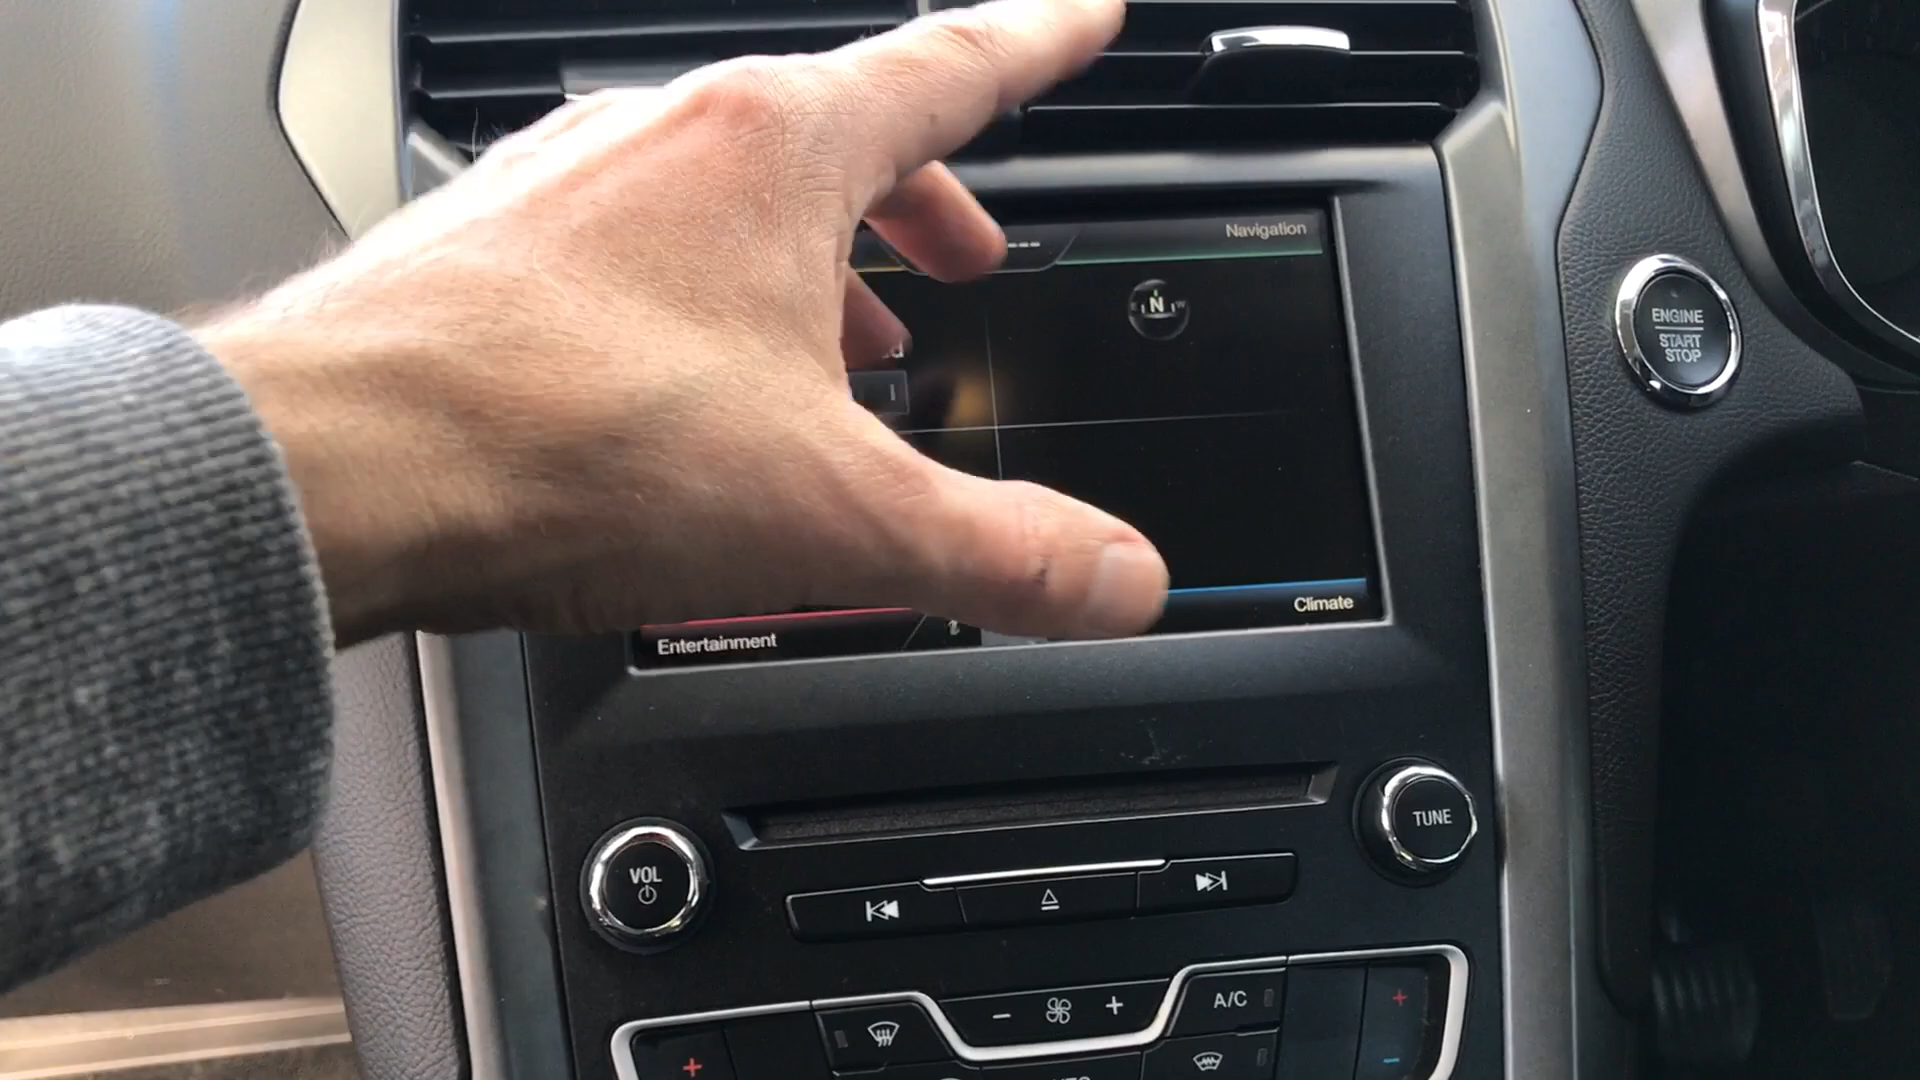 ---
Navigation
N W
ENGINE
START
STOP
Climate
Entertainment
i
TUNE
VOL
- +
A/C
+
+
-